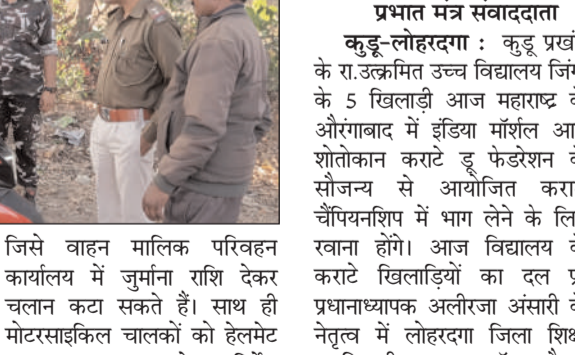 जिसे वाहन मालिक परिवहन
कार्यालय में जुर्माना राशि देकर
चलान कटा सकते हैं। साथ ही
मोटरसाइकिल चालकों को हेलमेट
प्रभात मंत्र संवाददाता
कुडू-लोहरदगा : कुडू
के रा.उत्क्रमित उच्च विद्यालय
के 5 खिलाड़ी आज महाराष्ट्र
औरंगाबाद में इंडिया मॉर्शल
शोतोकान कराटे डू फेडरेशन
सौजन्य से आयोजित
चैंपियनशिप में भाग लेने के
रवाना होंगे। आज विद्यालय
कराटे खिलाड़ियों का दल
प्रधानाध्यापक अलीरजा अंसारी
नेतृत्व में लोहरदगा जिला